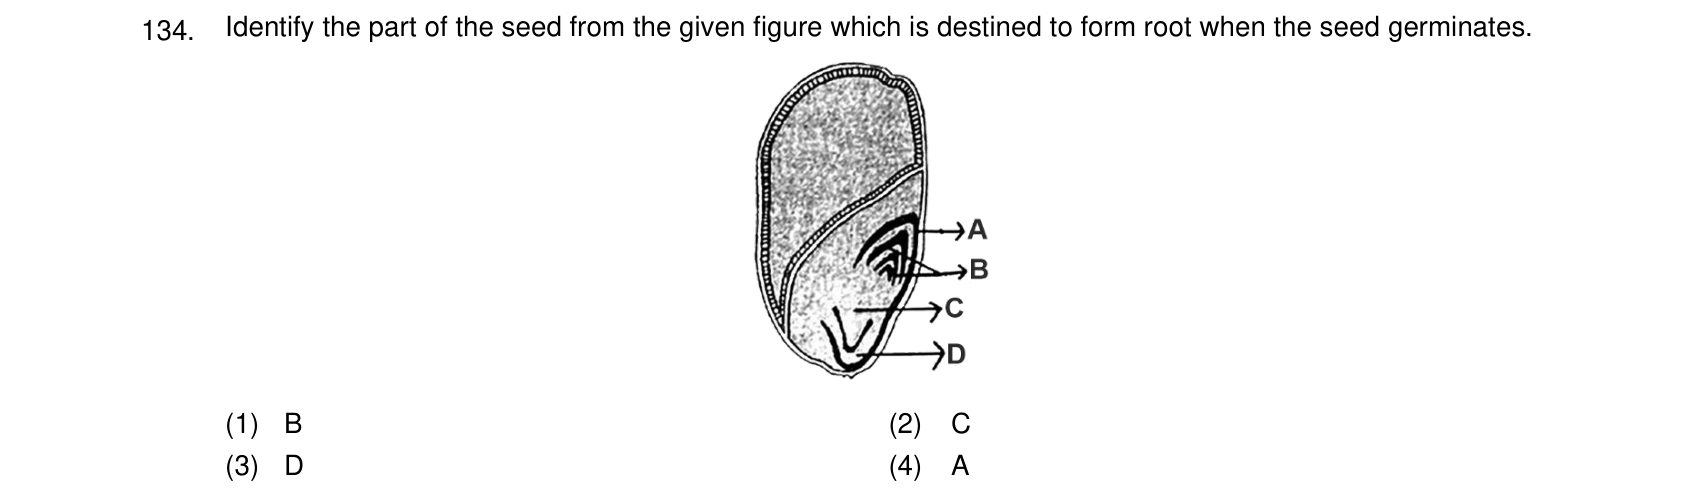 134. Identify the part of the seed from the given figure which is destined to form root when the seed germinates.
A
B
C
D
(1) B (2) C
(3) D (4) A